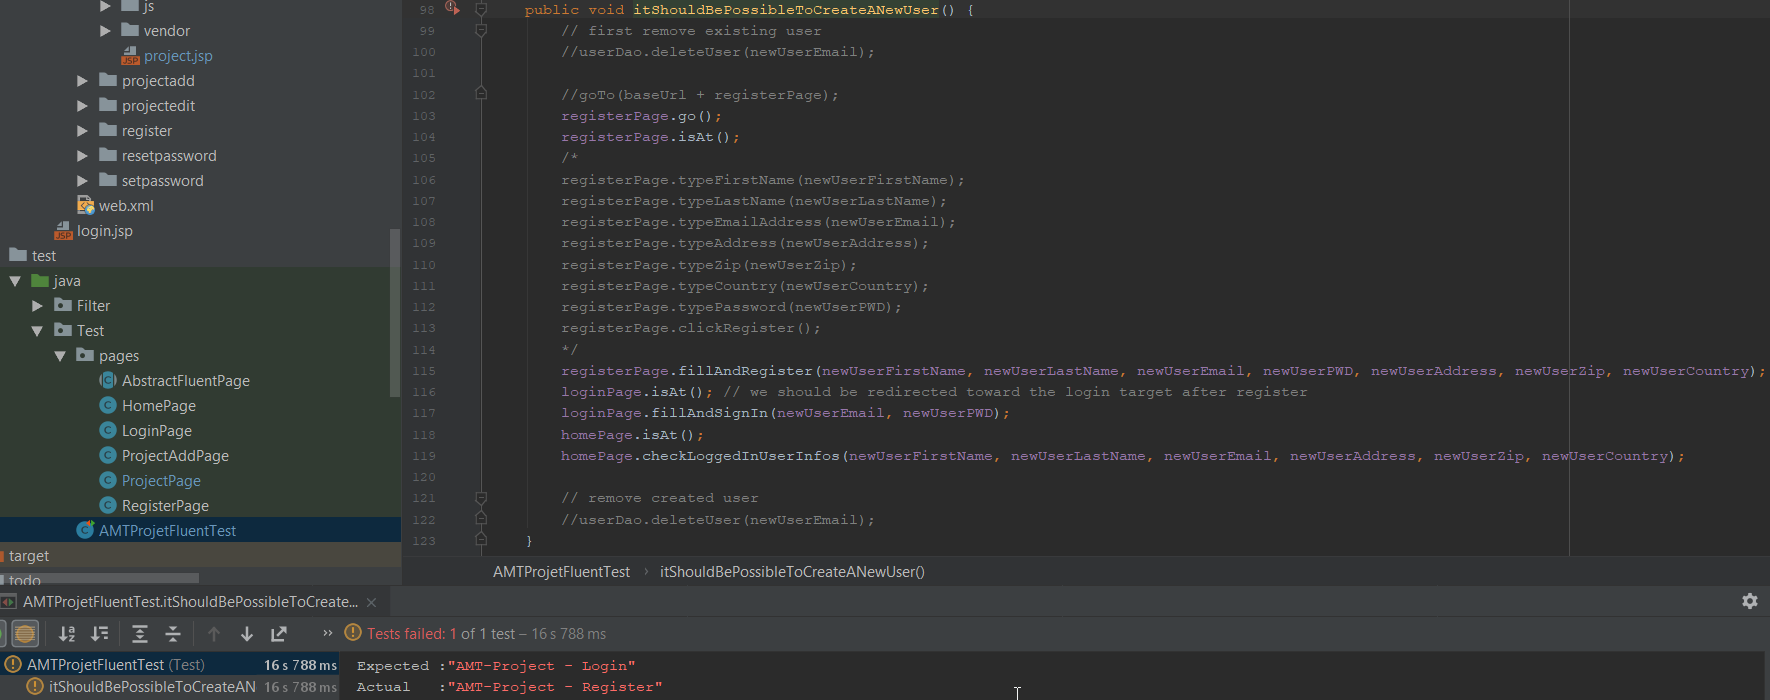 js
vendor
project.jsp
projectadd
projectedit
register
resetpassword
setpassword
web.xml
login.jsp
test
java
Filter
Test
pages
AbstractFluentPage
HomePage
LoginPage
ProjectAddPage
ProjectPage
RegisterPage
AMTProjetFluentTest
target
todo
98 public void itShouldBePossibleToCreateANewUser() {
99 // first remove existing user
100 //userDao.deleteUser(newUserEmail);
101
102 //goTo(baseUrl + registerPage);
103 registerPage.go();
104 registerPage.isAt();
105 /*
106 registerPage.typeFirstName(newUserFirstName);
107 registerPage.typeLastName(newUserLastName);
108 registerPage.typeEmailAddress(newUserEmail);
109 registerPage.typeAddress(newUserAddress);
110 registerPage.typeZip(newUserZip);
111 registerPage.typeCountry(newUserCountry);
112 registerPage.typePassword(newUserPWD);
113 registerPage.clickRegister();
114 */
115 registerPage.fillAndRegister(newUserFirstName, newUserLastName, newUserEmail, newUserPWD, newUserAddress, newUserZip, newUserCountry);
116 loginPage.isAt(); // we should be redirected toward the login target after register
117 loginPage.fillAndSignIn(newUserEmail, newUserPWD);
118 homePage.isAt();
119 homePage.checkLoggedInUserInfos(newUserFirstName, newUserLastName, newUserEmail, newUserAddress, newUserZip, newUserCountry);
120
121 // remove created user
122 //userDao.deleteUser(newUserEmail);
123 }
AMTProjetFluentTest › itShouldBePossibleToCreateANewUser()
AMTProjetFluentTest.itShouldBePossibleToCreate... ×
» Tests failed: 1 of 1 test – 16 s 788 ms
AMTProjetFluentTest (Test) 16 s 788 ms
itShouldBePossibleToCreateAN 16 s 788 ms
Expected :"AMT-Project - Login"
Actual :"AMT-Project - Register"